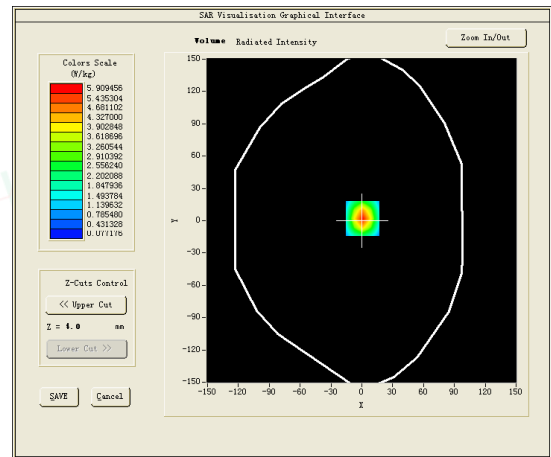 SAR Visualisation Graphical Interface
Volume Radiated Intensity
Zoom In/Out
Colors Scale
(W/kg)
5.909456
5.435304
4.681102
4.327000
3.902848
3.618696
3.260544
2.910392
2.556240
2.202088
1.847936
1.493784
1.139632
0.785480
0.431328
0.077176
Z-Cuts Control
<< Upper Cut
Z = 4.0 mm
Lower Cut >>
SAVE
Cancel
150
120
90
60
30
0
-30
-60
-90
-120
-150
Y
-150 -120 -90 -60 -30 0 30 60 90 120 150
X